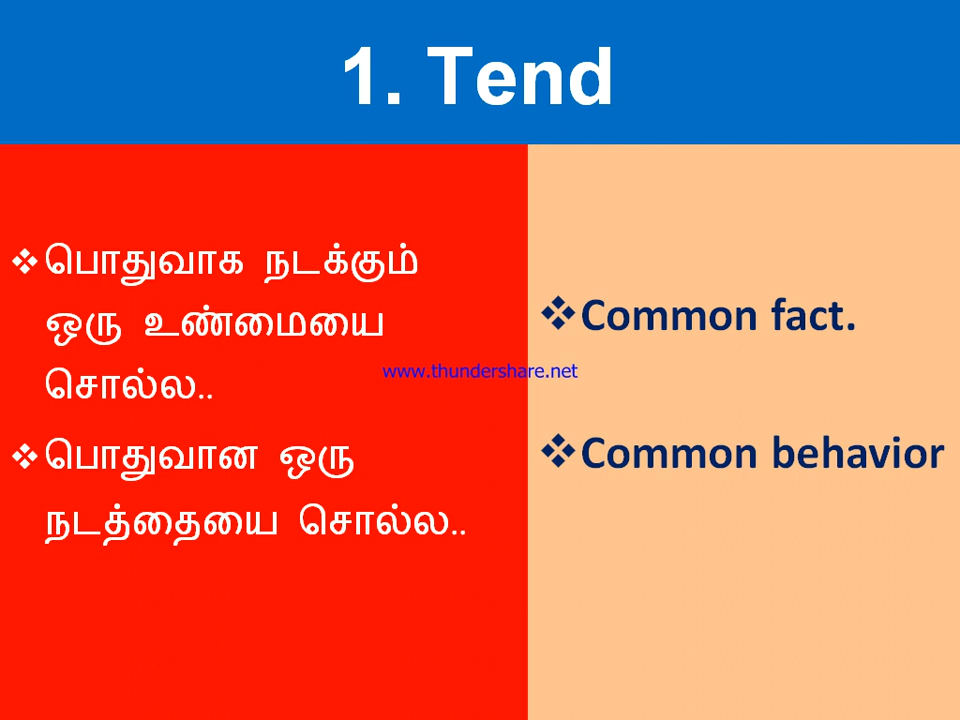 1. Tend
❖பொதுவாக நடக்கும்
ஒரு உண்மையை
சொல்ல..
❖பொதுவான ஒரு
நடத்தையை சொல்ல..
❖Common fact.
❖Common behavior
www.thundershare.net